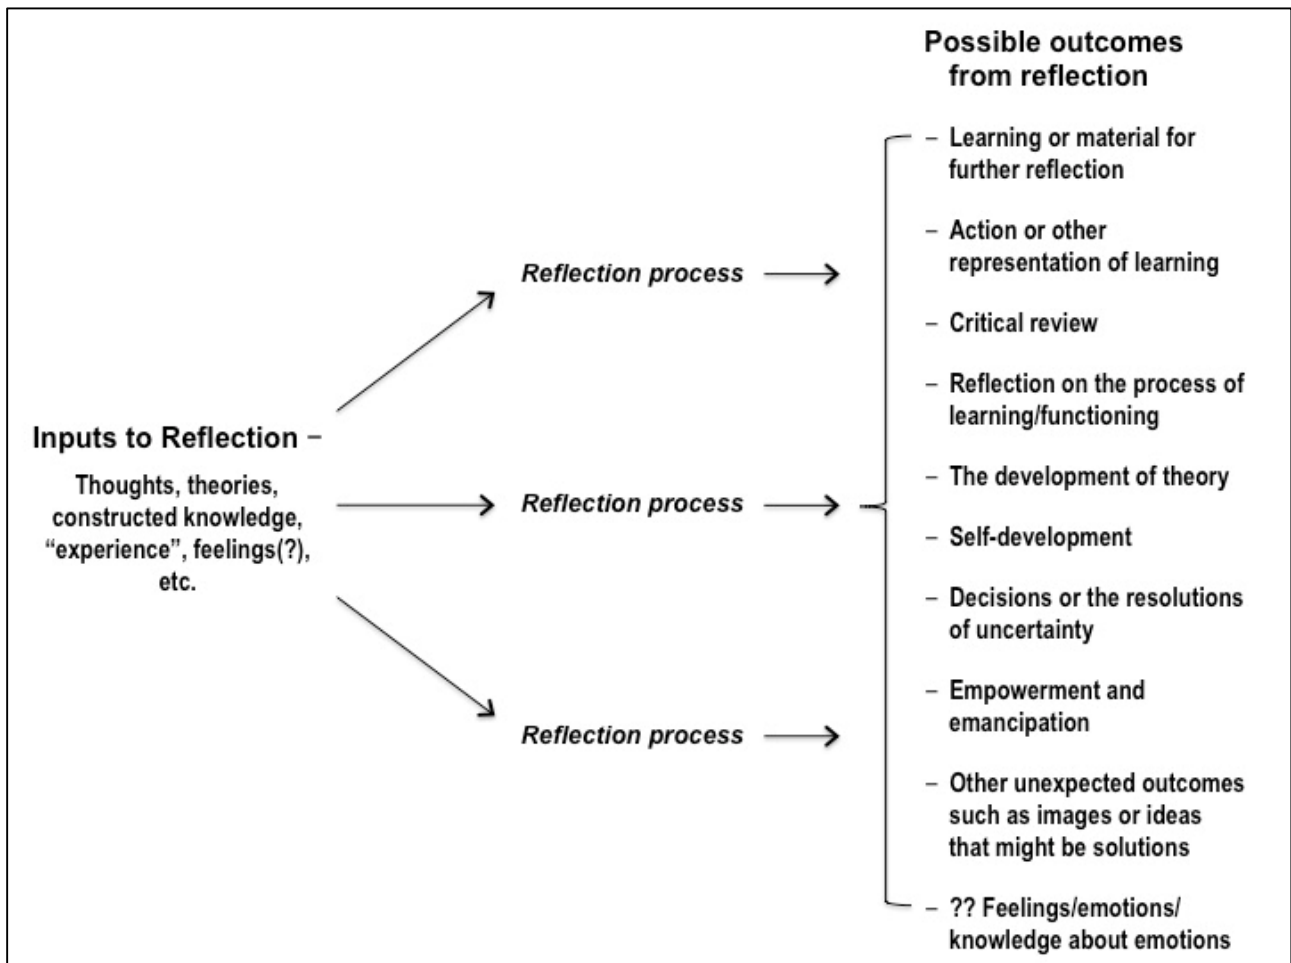 Possible outcomes
from reflection
– Learning or material for
further reflection
– Action or other
representation of learning
– Critical review
– Reflection on the process of
learning/functioning
– The development of theory
– Self-development
– Decisions or the resolutions
of uncertainty
– Empowerment and
emancipation
– Other unexpected outcomes
such as images or ideas
that might be solutions
– ?? Feelings/emotions/
knowledge about emotions
Reflection process
Reflection process
Reflection process
Inputs to Reflection –
Thoughts, theories,
constructed knowledge,
“experience”, feelings(?),
etc.